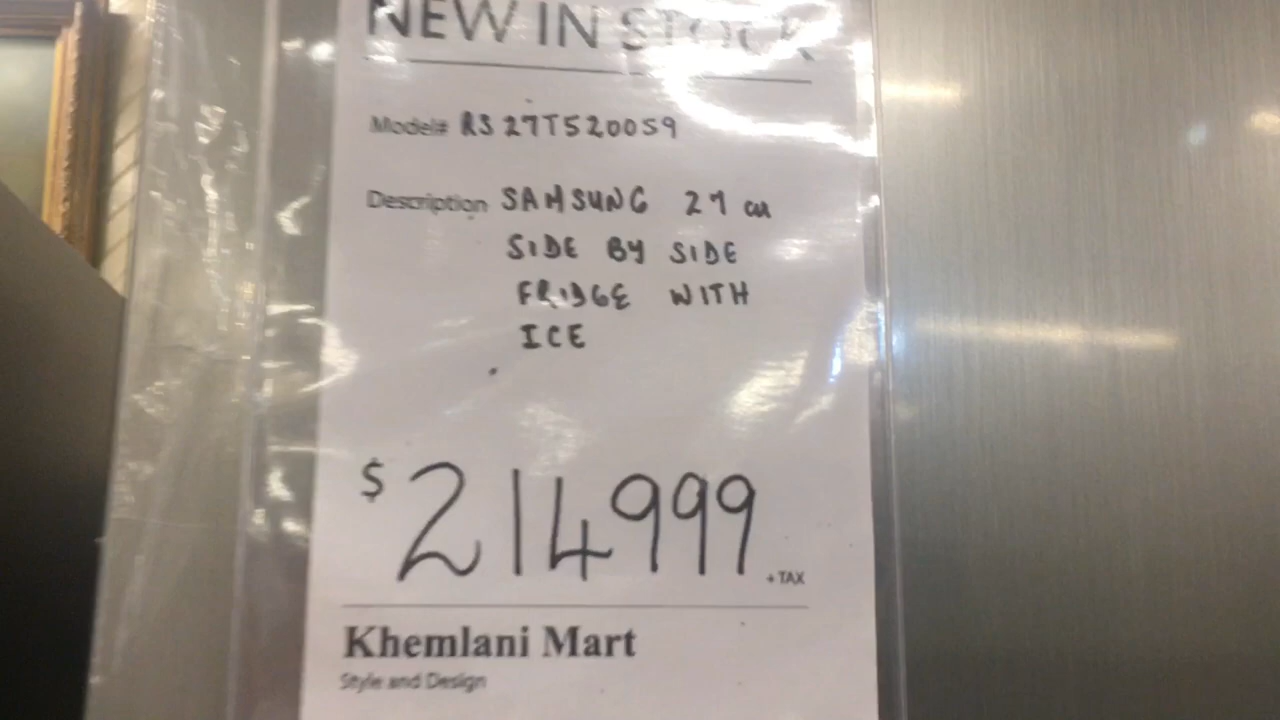 NEW IN STOCK
Model# RS27T5200S9
Description SAMSUNG 27 cu
SIDE BY SIDE
FRIDGE WITH
ICE
$214999
+ TAX
Khemlani Mart
Style and Design